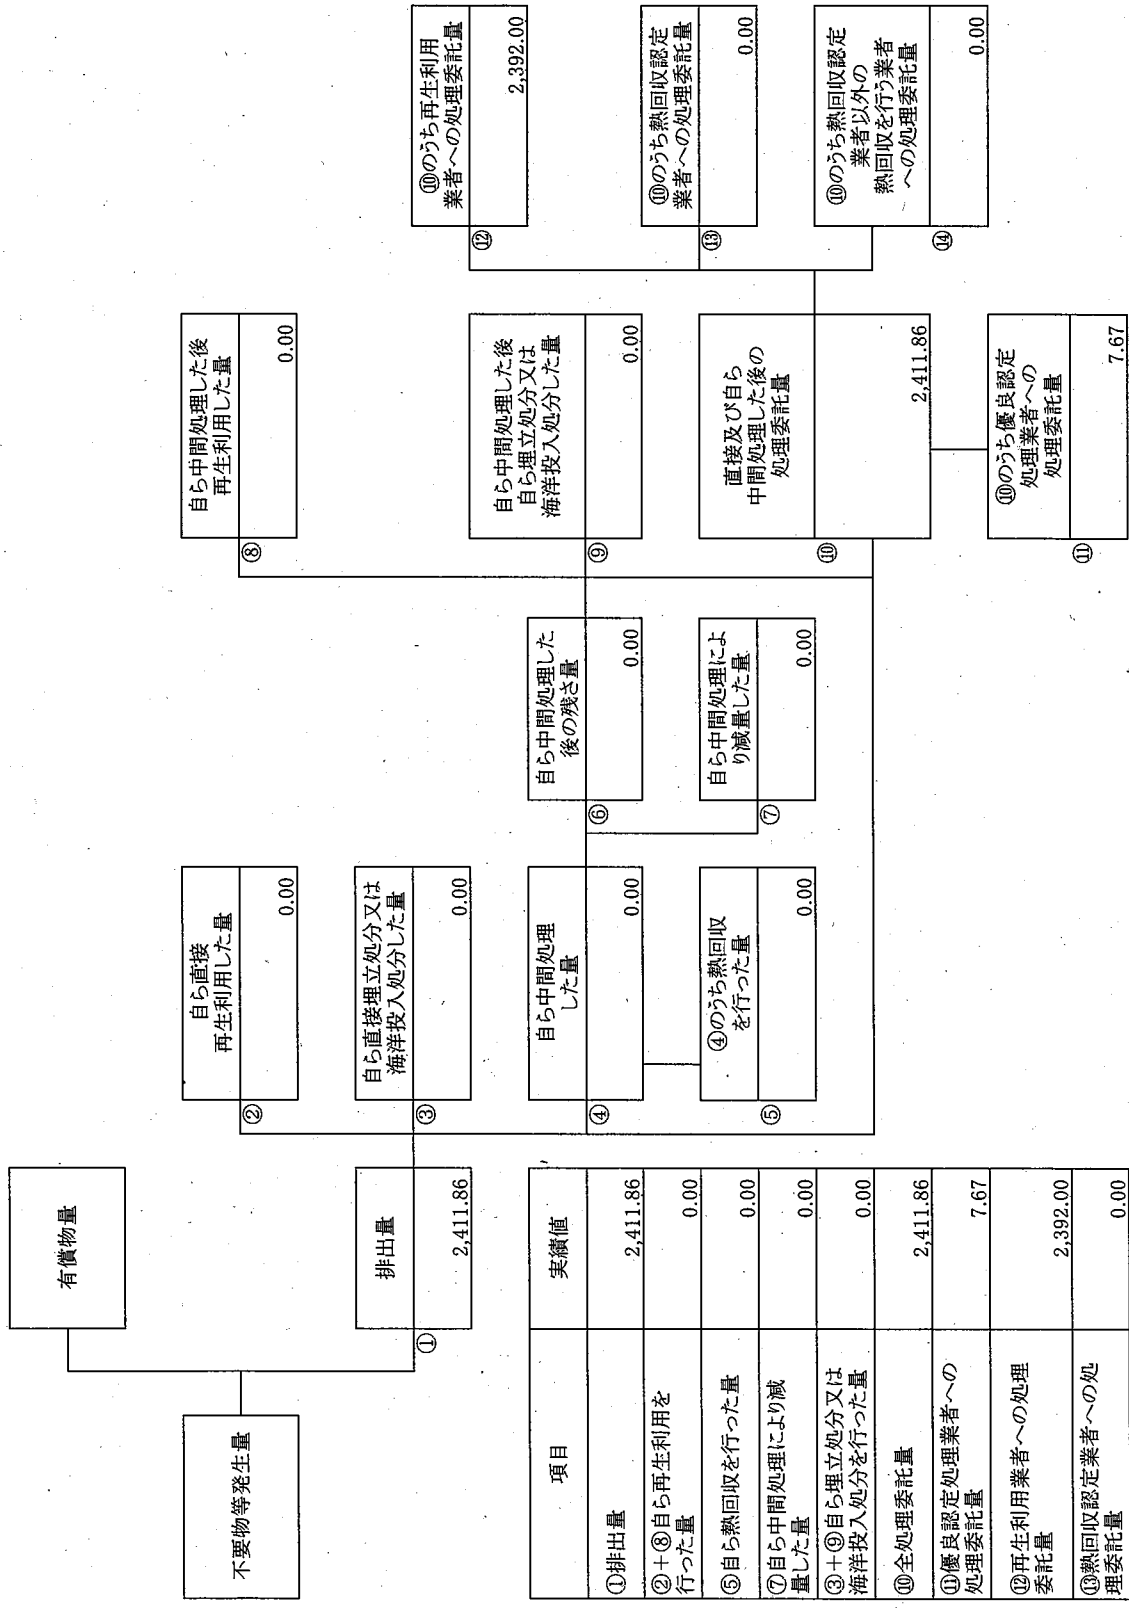 不要物等発生量
有償物量
排出量
①
2,411.86
自ら直接
再生利用した量
②
0.00
自ら直接埋立処分又は
海洋投入処分した量
③
0.00
自ら中間処理
した量
④
0.00
④のうち熱回収
を行った量
⑤
0.00
自ら中間処理した
後の残さ量
⑥
0.00
自ら中間処理によ
り減量した量
⑦
0.00
自ら中間処理した後
再生利用した量
⑧
0.00
自ら中間処理した後
自ら埋立処分又は
海洋投入処分した量
⑨
0.00
直接及び自ら
中間処理した後の
処理委託量
⑩
2,411.86
⑩のうち優良認定
処理業者への
処理委託量
⑪
7.67
⑩のうち再生利用
業者への処理委託量
⑫
2,392.00
⑩のうち熱回収認定
業者への処理委託量
⑬
0.00
⑩のうち熱回収認定
業者以外の
熱回収を行う業者
への処理委託量
⑭
0.00
項目 実績値
①排出量 2,411.86
②+⑧自ら再生利用を
行った量 0.00
⑤自ら熱回収を行った量 0.00
⑦自ら中間処理により減
量した量 0.00
③+⑨自ら埋立処分又は
海洋投入処分を行った量 0.00
⑩全処理委託量 2,411.86
⑪優良認定処理業者への
処理委託量 7.67
⑫再生利用業者への処理
委託量 2,392.00
⑬熱回収認定業者への処
理委託量 0.00